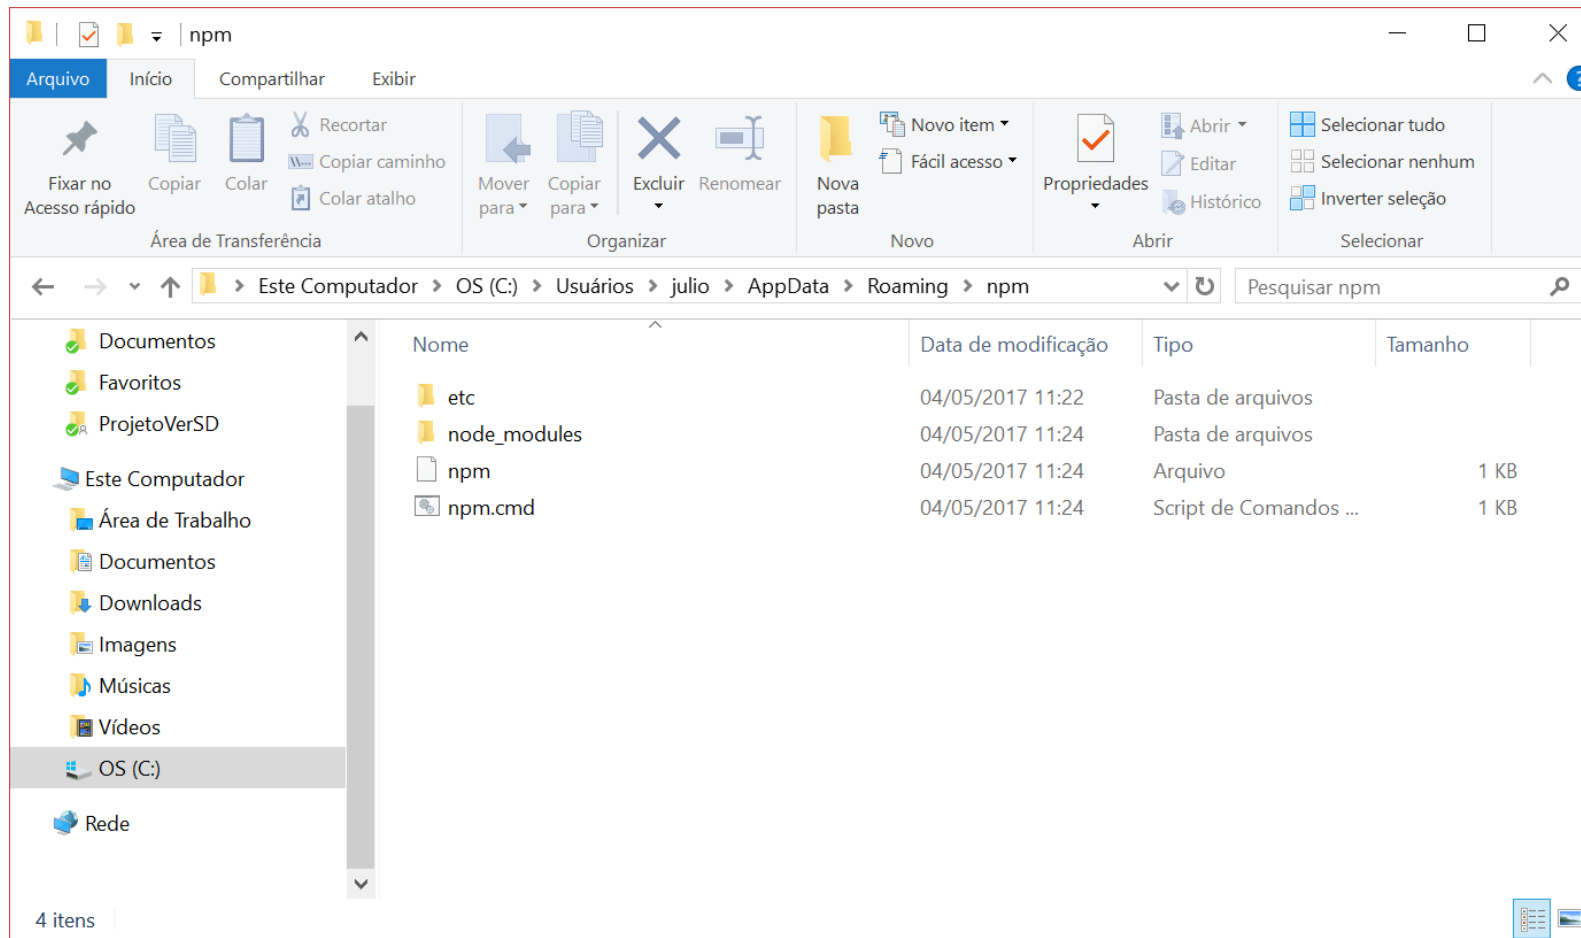 npm
Arquivo Início Compartilhar Exibir
Fixar no
Acesso rápido
Copiar
Colar
Recortar
Copiar caminho
Colar atalho
Área de Transferência
Mover
para
Copiar
para
Excluir
Renomear
Organizar
Nova
pasta
Novo item
Fácil acesso
Novo
Propriedades
Abrir
Editar
Histórico
Abrir
Selecionar tudo
Selecionar nenhum
Inverter seleção
Selecionar
Este Computador > OS (C:) > Usuários > julio > AppData > Roaming > npm
Pesquisar npm
Documentos
Favoritos
ProjetoVerSD
Este Computador
Área de Trabalho
Documentos
Downloads
Imagens
Músicas
Vídeos
OS (C:)
Rede
Nome Data de modificação Tipo Tamanho
etc 04/05/2017 11:22 Pasta de arquivos
node_modules 04/05/2017 11:24 Pasta de arquivos
npm 04/05/2017 11:24 Arquivo 1 KB
npm.cmd 04/05/2017 11:24 Script de Comandos ... 1 KB
4 itens